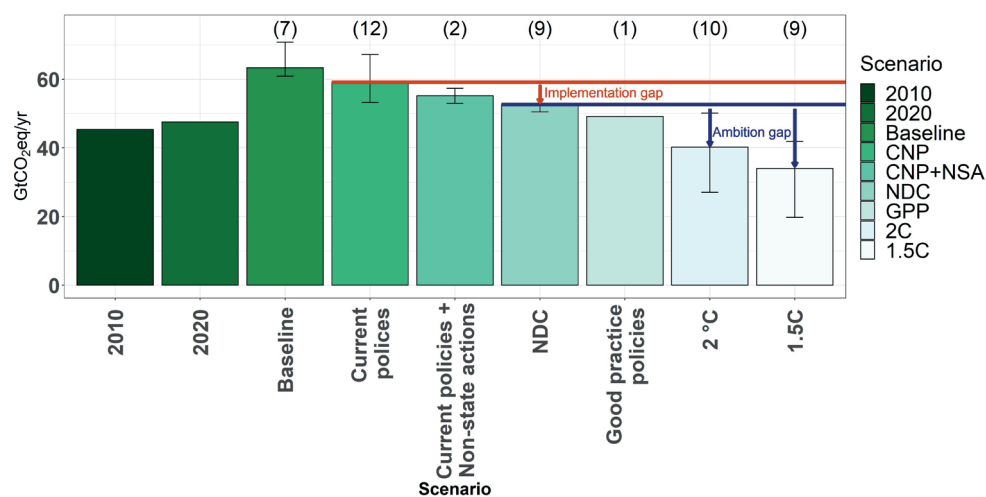 (7) (12) (2) (9) (1) (10) (9)
60
40
20
0
GtCO₂eq/yr
Implementation gap
Ambition gap
2010
2020
Baseline
Current
polices
Current policies +
Non-state actions
NDC
Good practice
policies
2 °C
1.5C
Scenario
Scenario
2010
2020
Baseline
CNP
CNP+NSA
NDC
GPP
2C
1.5C